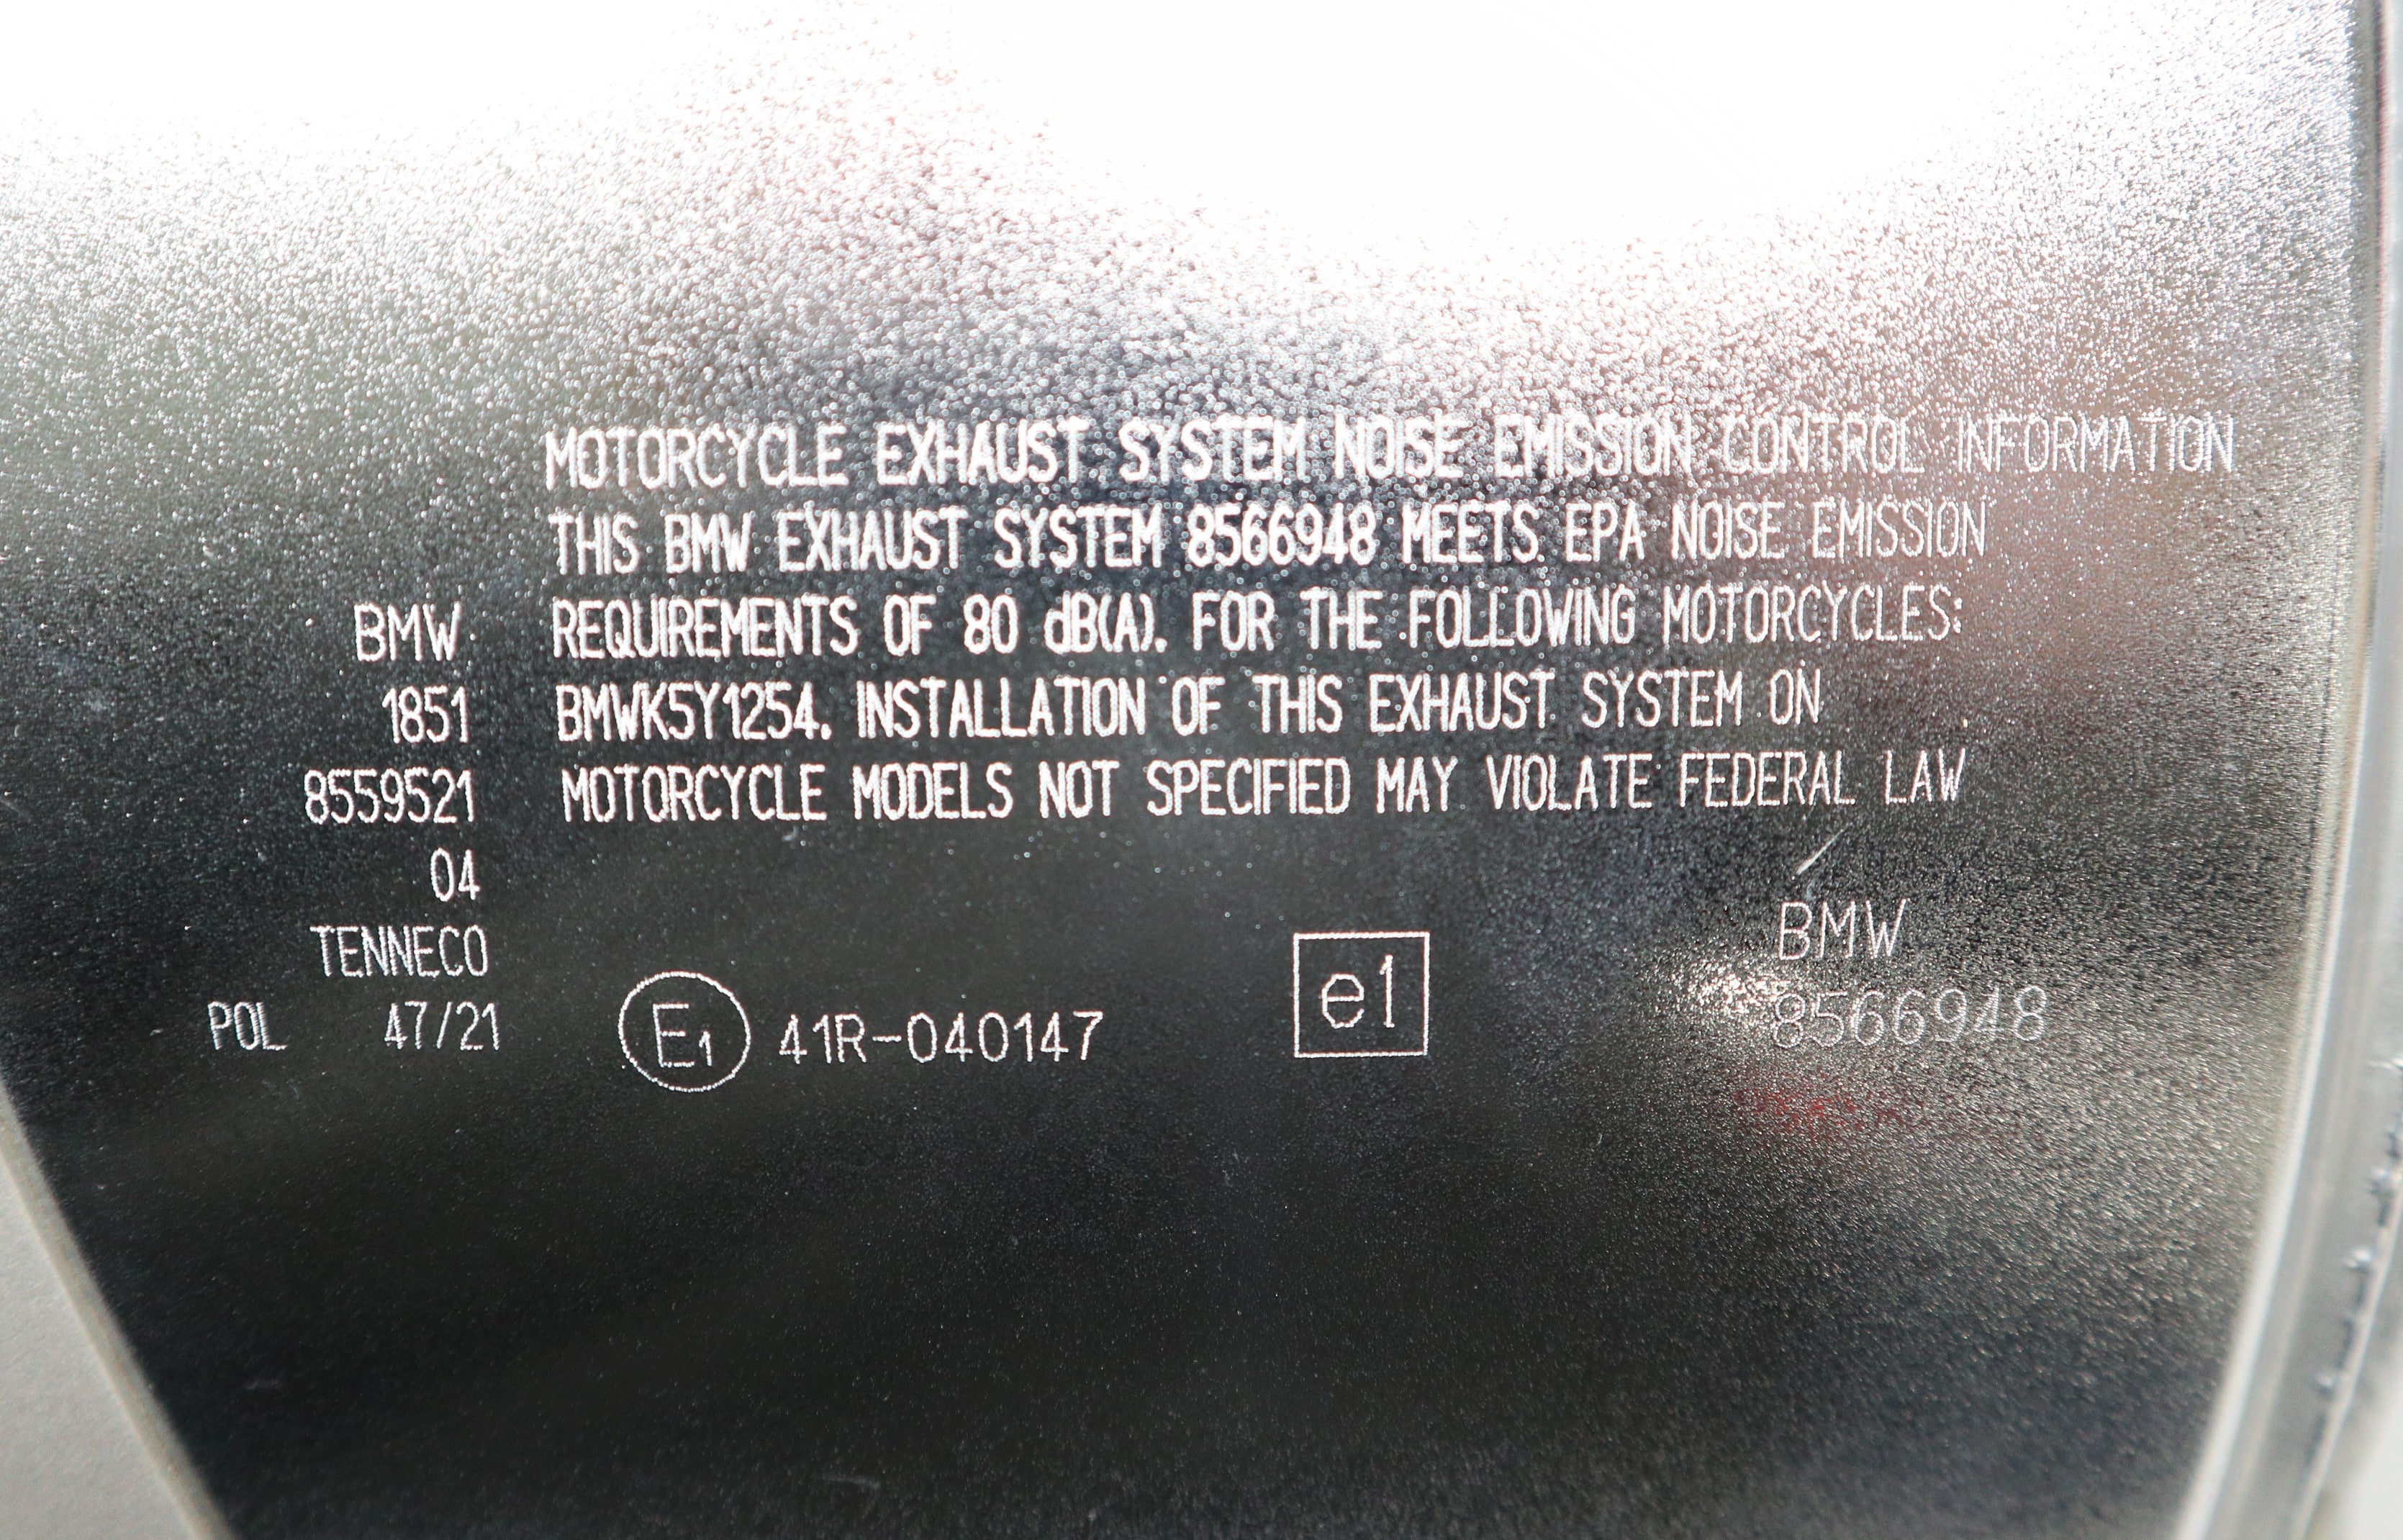 MOTORCYCLE EXHAUST SYSTEM NOISE EMISSION CONTROL INFORMATION
THIS BMW EXHAUST SYSTEM 8566948 MEETS EPA NOISE EMISSION
REQUIREMENTS OF 80 dB(A). FOR THE FOLLOWING MOTORCYCLES:
BMWK5Y1254. INSTALLATION OF THIS EXHAUST SYSTEM ON
MOTORCYCLE MODELS NOT SPECIFIED MAY VIOLATE FEDERAL LAW
BMW
1851
8559521
04
TENNECO
POL 47/21
E1 41R-040147
e1
BMW
8566948